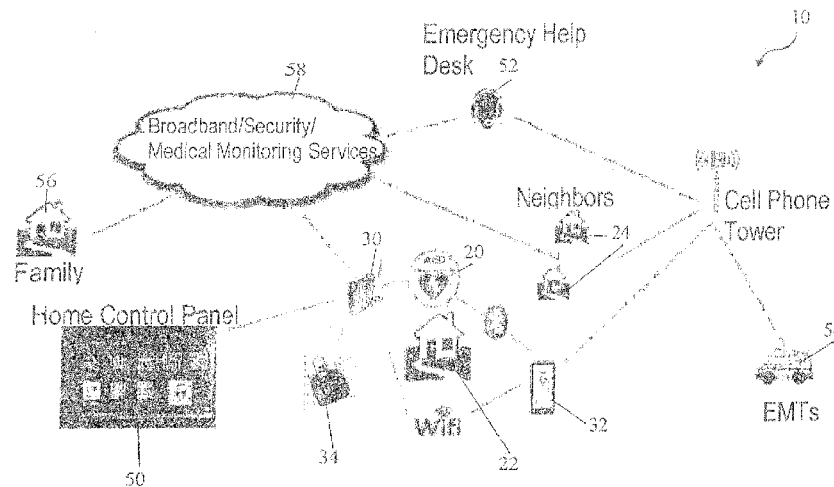 10
Emergency Help
Desk
52
58
Broadband/Security/
Medical Monitoring Services
56
Neighbors
24
Cell Phone
Tower
Family
30
20
Home Control Panel
EMTs
Wifi
32
34
22
50